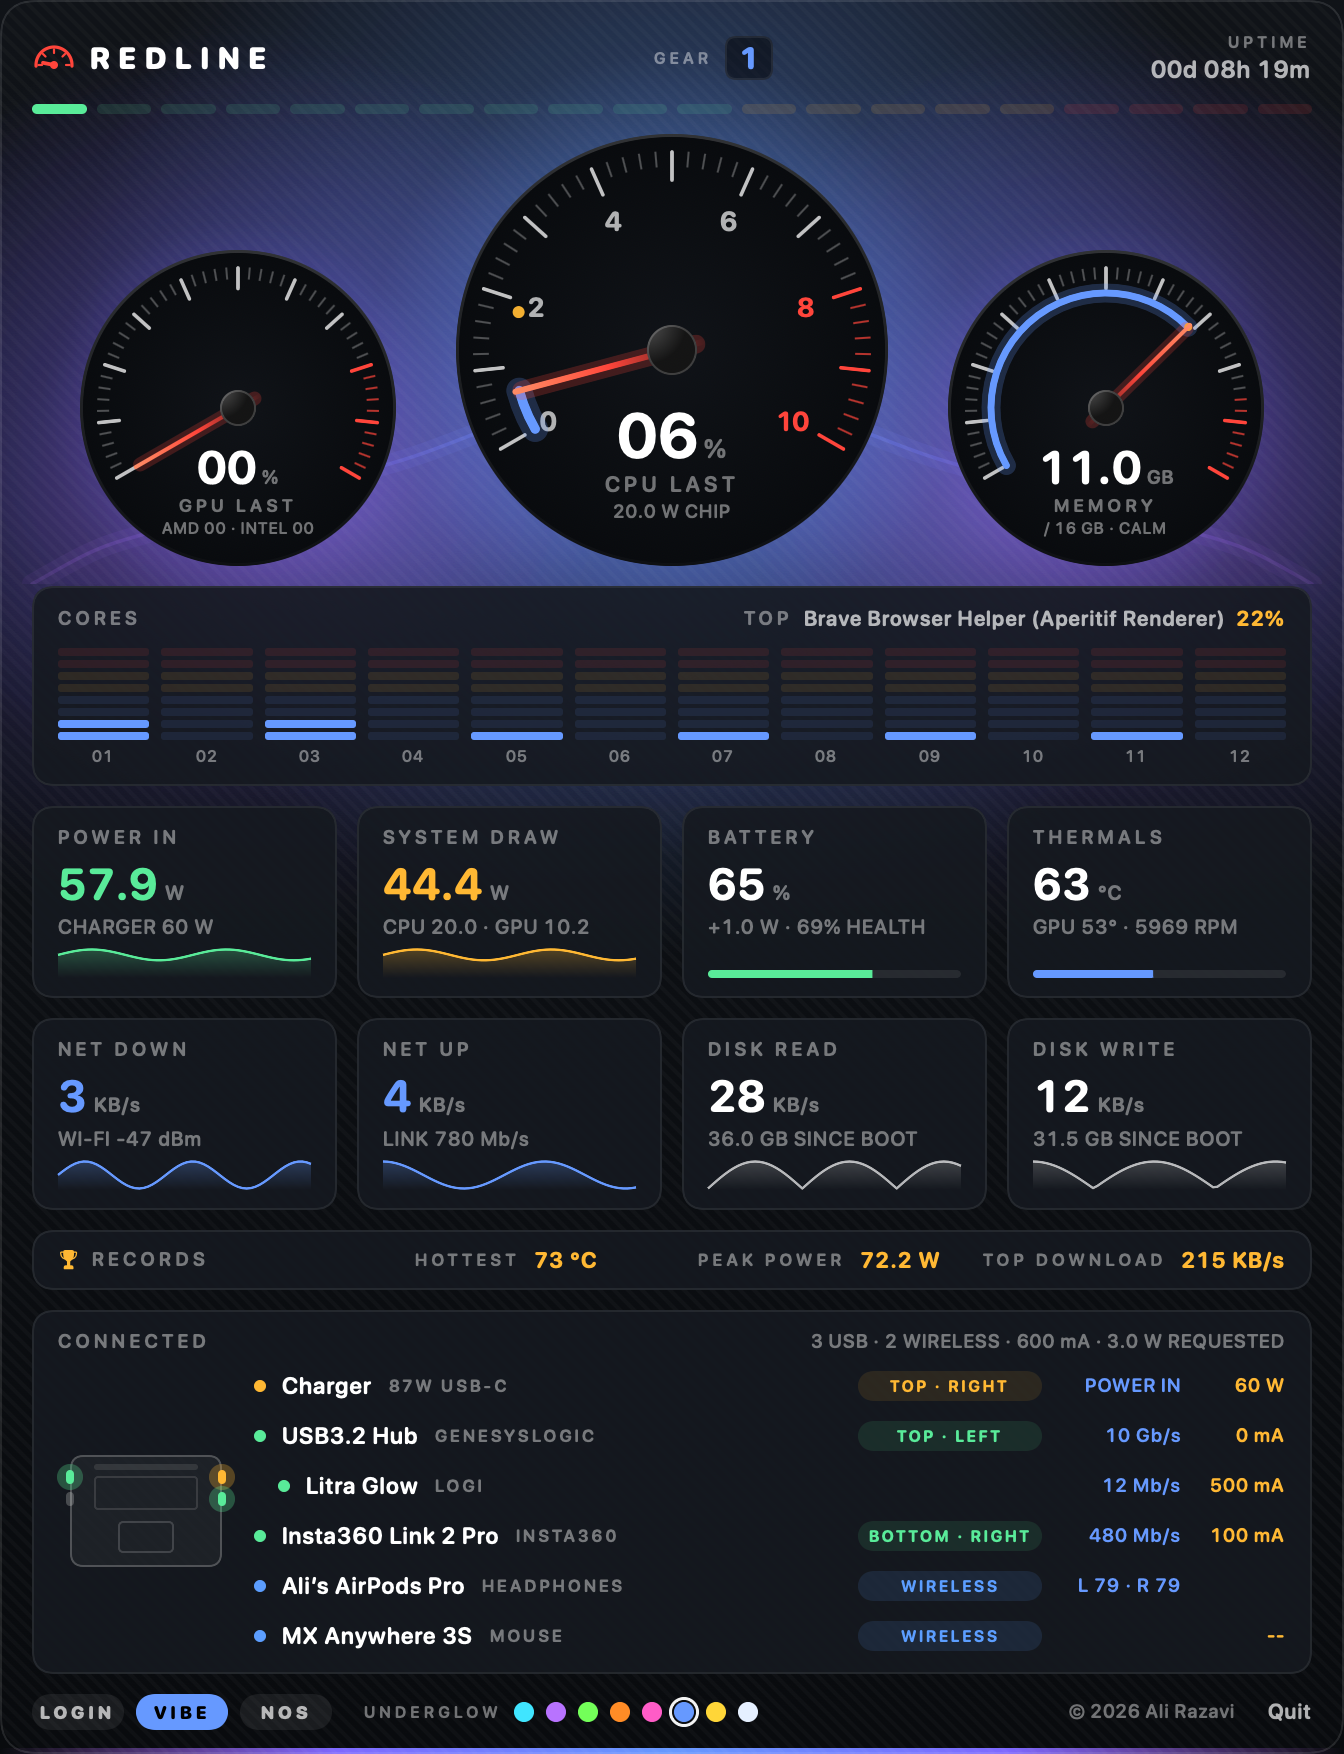 REDLINE
GEAR 1
UPTIME
00d 08h 19m
4 6
2 8
0 10
06 %
CPU LAST
20.0 W CHIP
00 %
GPU LAST
AMD 00 · INTEL 00
11.0 GB
MEMORY
/ 16 GB · CALM
CORES TOP Brave Browser Helper (Aperitif Renderer) 22%
01 02 03 04 05 06 07 08 09 10 11 12
POWER IN
57.9 W
CHARGER 60 W
SYSTEM DRAW
44.4 W
CPU 20.0 · GPU 10.2
BATTERY
65 %
+1.0 W · 69% HEALTH
THERMALS
63 °C
GPU 53° · 5969 RPM
NET DOWN
3 KB/s
WI-FI -47 dBm
NET UP
4 KB/s
LINK 780 Mb/s
DISK READ
28 KB/s
36.0 GB SINCE BOOT
DISK WRITE
12 KB/s
31.5 GB SINCE BOOT
RECORDS HOTTEST 73 °C PEAK POWER 72.2 W TOP DOWNLOAD 215 KB/s
CONNECTED 3 USB · 2 WIRELESS · 600 mA · 3.0 W REQUESTED
Charger 87W USB-C TOP · RIGHT POWER IN 60 W
USB3.2 Hub GENESYSLOGIC TOP · LEFT 10 Gb/s 0 mA
Litra Glow LOGI 12 Mb/s 500 mA
Insta360 Link 2 Pro INSTA360 BOTTOM · RIGHT 480 Mb/s 100 mA
Ali’s AirPods Pro HEADPHONES WIRELESS L 79 · R 79
MX Anywhere 3S MOUSE WIRELESS --
LOGIN VIBE NOS UNDERGLOW © 2026 Ali Razavi Quit